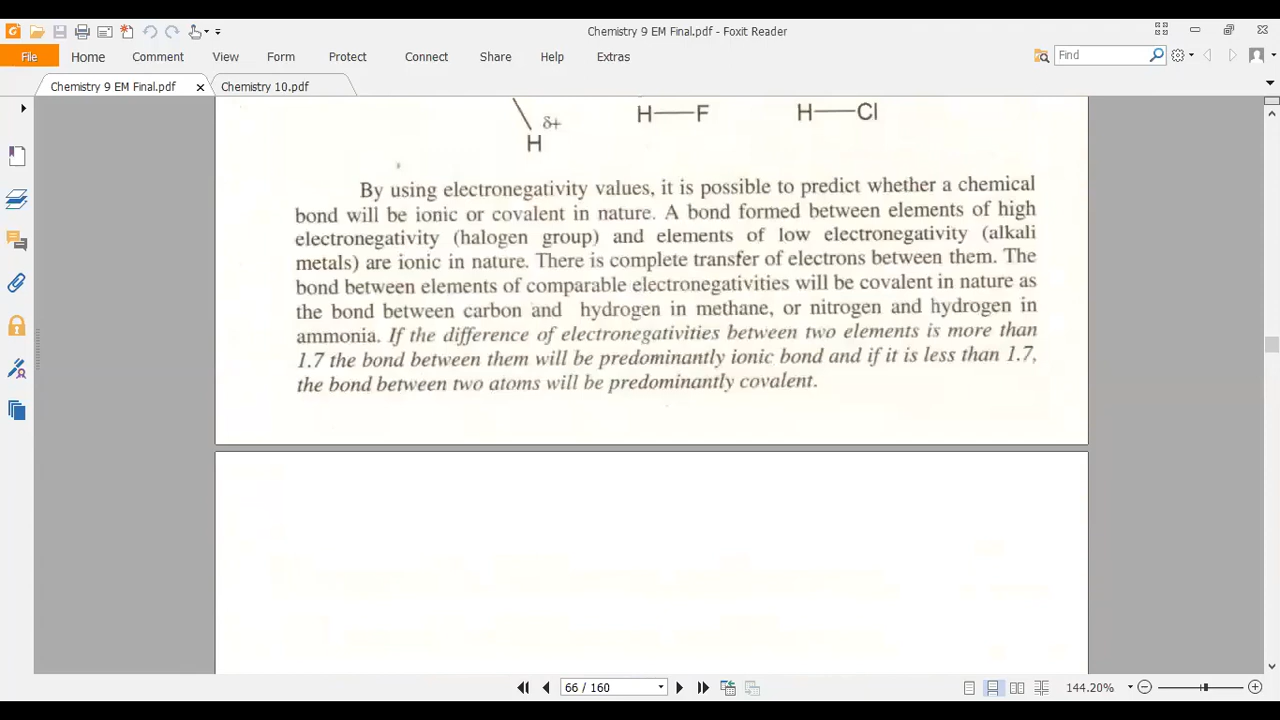 Chemistry 9 EM Final.pdf - Foxit Reader
File Home Comment View Form Protect Connect Share Help Extras Find
Chemistry 9 EM Final.pdf Chemistry 10.pdf
δ+
H
H—F H—Cl
By using electronegativity values, it is possible to predict whether a chemical
bond will be ionic or covalent in nature. A bond formed between elements of high
electronegativity (halogen group) and elements of low electronegativity (alkali
metals) are ionic in nature. There is complete transfer of electrons between them. The
bond between elements of comparable electronegativities will be covalent in nature as
the bond between carbon and hydrogen in methane, or nitrogen and hydrogen in
ammonia. If the difference of electronegativities between two elements is more than
1.7 the bond between them will be predominantly ionic bond and if it is less than 1.7,
the bond between two atoms will be predominantly covalent.
66 / 160
144.20%